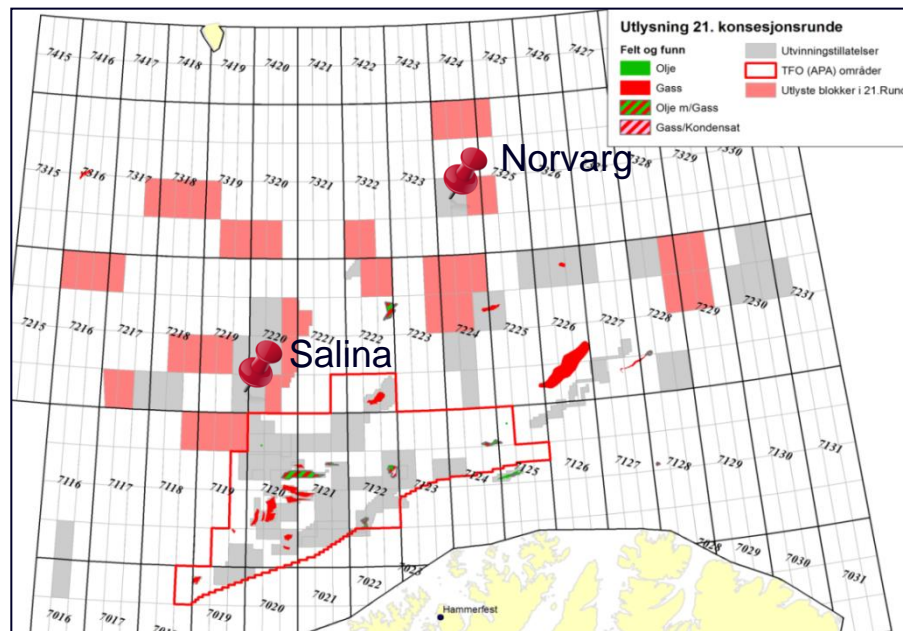 Utlysning 21. konsesjonsrunde
Felt og funn
Olje
Gass
Olje m/Gass
Gass/Kondensat
Utvinningstillatelser
TFO (APA) områder
Utlyste blokker i 21.Rund
7415 7416 7417 7418 7419 7420 7421 7422 7423 7424 7425 7426 7427
Norvarg
7315 7316 7317 7318 7319 7320 7321 7322 7323 7325 7326 7328 7329
Salina
7215 7216 7217 7218 7219 7220 7221 7222 7223 7224 7225 7226 7227 7228 7229 7230 7231
7116 7117 7118 7119 7120 7121 7122 7123 7124 7125 7126 7127 7128 7129 7130 7131
7016 7017 7019 7020 7021 7022 7028 7029 7030 7031
Hammerfest